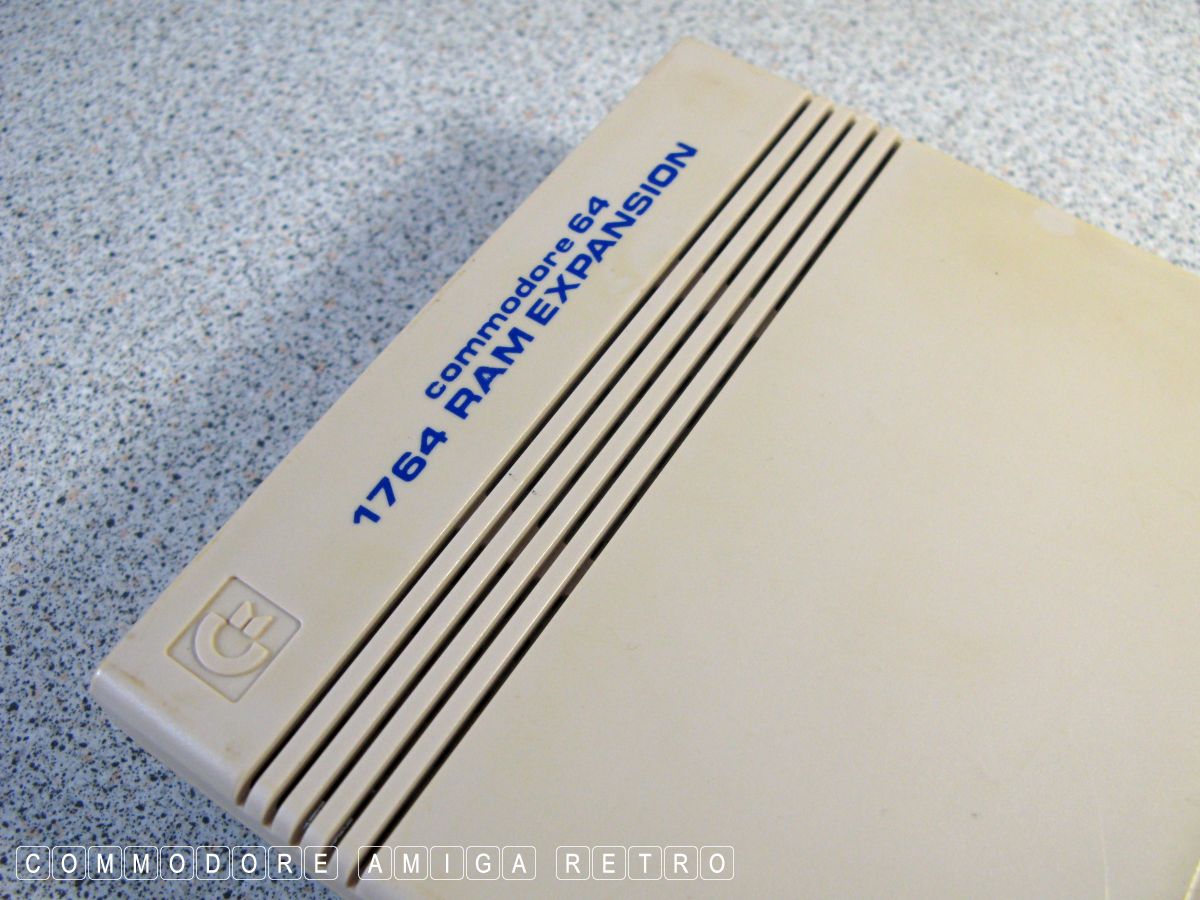 commodore 64
1764 RAM EXPANSION
COMMODORE AMIGA RETRO